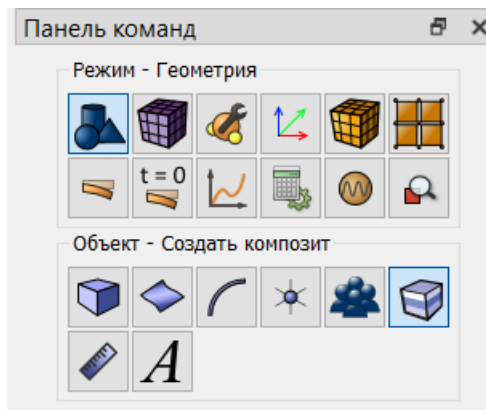 Панель команд
Режим - Геометрия
t = 0
Объект - Создать композит
A